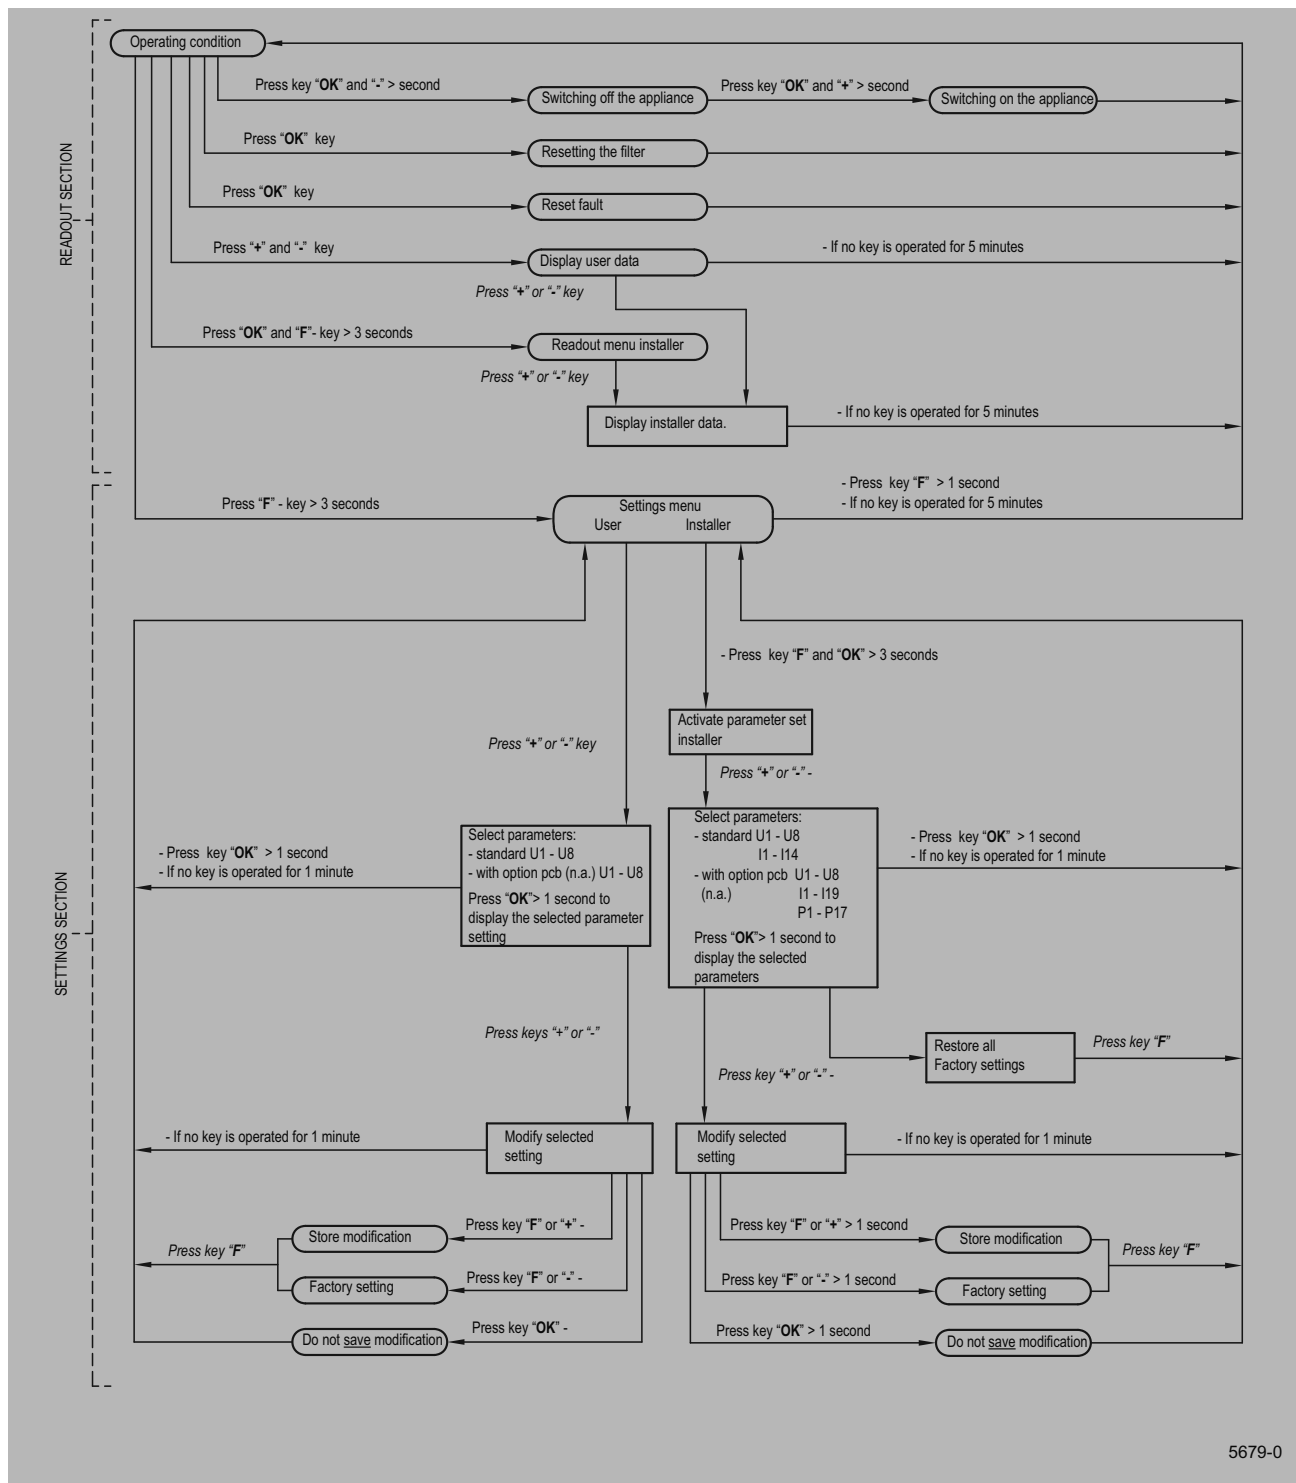 Operating condition
Press key “OK” and “-” > second
Switching off the appliance
Press key “OK” and “+” > second
Switching on the appliance
Press “OK” key
Resetting the filter
READOUT SECTION
Press “OK” key
Reset fault
Press “+” and “-” key
Display user data
- If no key is operated for 5 minutes
Press “+” or “-” key
Press “OK” and “F”- key > 3 seconds
Readout menu installer
Press “+” or “-” key
Display installer data.
- If no key is operated for 5 minutes
Press “F” - key > 3 seconds
Settings menu
User Installer
- Press key “F” > 1 second
- If no key is operated for 5 minutes
- Press key “F” and “OK” > 3 seconds
Activate parameter set
installer
Press “+” or “-” key
Press “+” or “-” -
SETTINGS SECTION
- Press key “OK” > 1 second
- If no key is operated for 1 minute
Select parameters:
- standard U1 - U8
- with option pcb (n.a.) U1 - U8
Press “OK”> 1 second to
display the selected parameter
setting
Select parameters:
- standard U1 - U8
I1 - I14
- with option pcb U1 - U8
(n.a.) I1 - I19
P1 - P17
Press “OK”> 1 second to
display the selected
parameters
- Press key “OK” > 1 second
- If no key is operated for 1 minute
Press keys “+” or “-”
Press key “+” or “-” -
Restore all
Factory settings
Press key “F”
- If no key is operated for 1 minute
Modify selected
setting
Modify selected
setting
- If no key is operated for 1 minute
Press key “F”
Store modification
Press key “F” or “+” -
Factory setting
Press key “F” or “-” -
Do not save modification
Press key “OK” -
Press key “F” or “+” > 1 second
Store modification
Press key “F”
Press key “F” or “-” > 1 second
Factory setting
Press key “OK” > 1 second
Do not save modification
5679-0